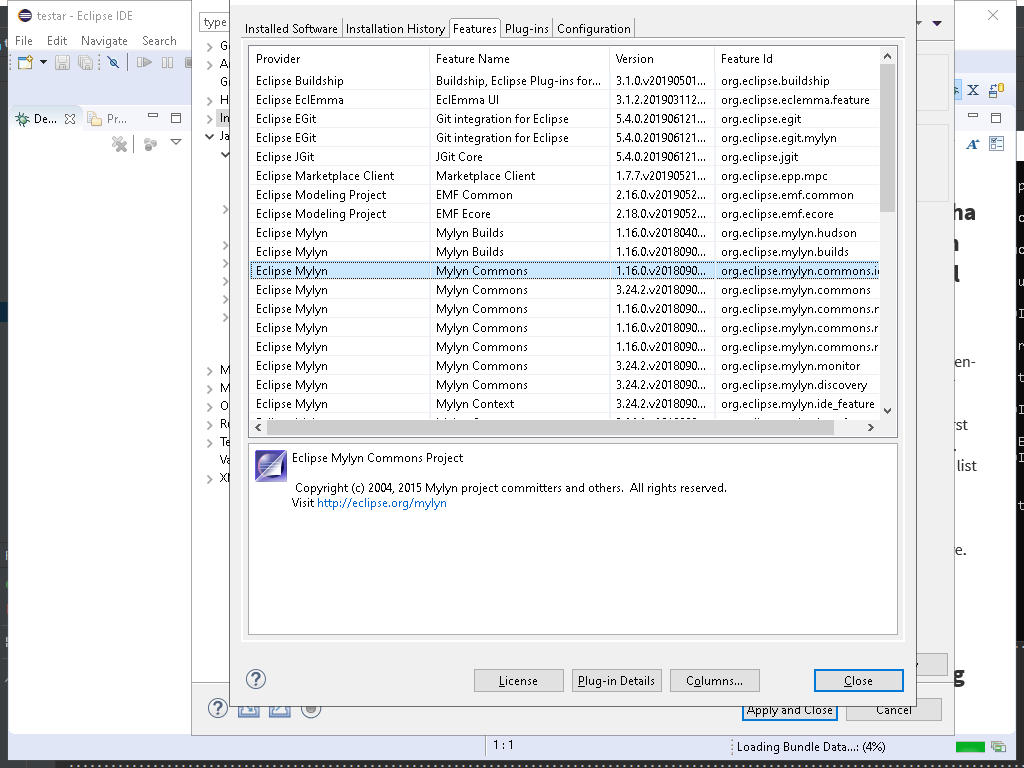 testar - Eclipse IDE
File Edit Navigate Search
De... Pr...
type
Installed Software Installation History Features Plug-ins Configuration
Provider Feature Name Version Feature Id
Eclipse Buildship Buildship, Eclipse Plug-ins for... 3.1.0.v20190501... org.eclipse.buildship
Eclipse EclEmma EclEmma UI 3.1.2.201903112... org.eclipse.eclemma.feature
Eclipse EGit Git integration for Eclipse 5.4.0.201906121... org.eclipse.egit
Eclipse EGit Git integration for Eclipse 5.4.0.201906121... org.eclipse.egit.mylyn
Eclipse JGit JGit Core 5.4.0.201906121... org.eclipse.jgit
Eclipse Marketplace Client Marketplace Client 1.7.7.v20190521... org.eclipse.epp.mpc
Eclipse Modeling Project EMF Common 2.16.0.v2019052... org.eclipse.emf.common
Eclipse Modeling Project EMF Ecore 2.18.0.v2019052... org.eclipse.emf.ecore
Eclipse Mylyn Mylyn Builds 1.16.0.v2018040... org.eclipse.mylyn.hudson
Eclipse Mylyn Mylyn Builds 1.16.0.v2018090... org.eclipse.mylyn.builds
Eclipse Mylyn Mylyn Commons 1.16.0.v2018090... org.eclipse.mylyn.commons.id
Eclipse Mylyn Mylyn Commons 3.24.2.v2018090... org.eclipse.mylyn.commons
Eclipse Mylyn Mylyn Commons 1.16.0.v2018090... org.eclipse.mylyn.commons.r
Eclipse Mylyn Mylyn Commons 1.16.0.v2018090... org.eclipse.mylyn.commons.r
Eclipse Mylyn Mylyn Commons 1.16.0.v2018090... org.eclipse.mylyn.commons.r
Eclipse Mylyn Mylyn Commons 3.24.2.v2018090... org.eclipse.mylyn.monitor
Eclipse Mylyn Mylyn Commons 3.24.2.v2018090... org.eclipse.mylyn.discovery
Eclipse Mylyn Mylyn Context 3.24.2.v2018090... org.eclipse.mylyn.ide_feature
Eclipse Mylyn Commons Project
Copyright (c) 2004, 2015 Mylyn project committers and others. All rights reserved.
Visit http://eclipse.org/mylyn
License Plug-in Details Columns... Close
Apply and Close Cancel
1 : 1 Loading Bundle Data...: (4%)
ha
en-
rst
list
e.
g